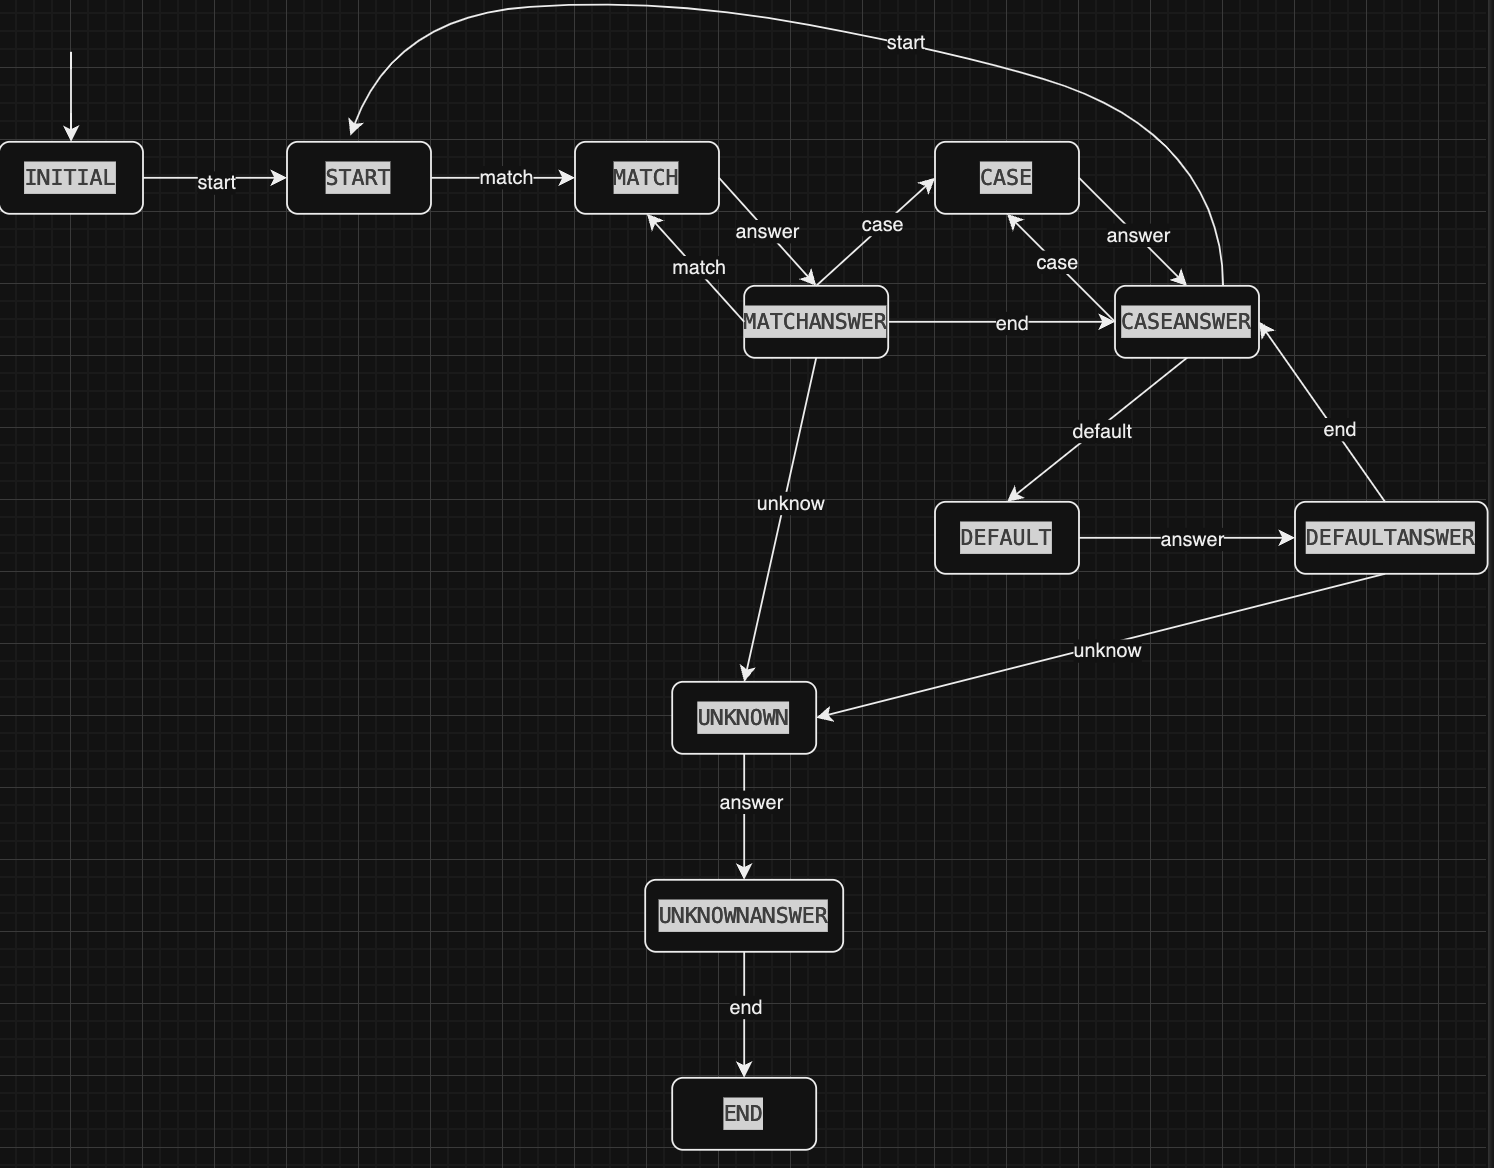 start
INITIAL
start
START
match
MATCH
CASE
answer
case
answer
match
case
MATCHANSWER
end
CASEANSWER
default
end
unknow
DEFAULT
answer
DEFAULTANSWER
unknow
UNKNOWN
answer
UNKNOWNANSWER
end
END